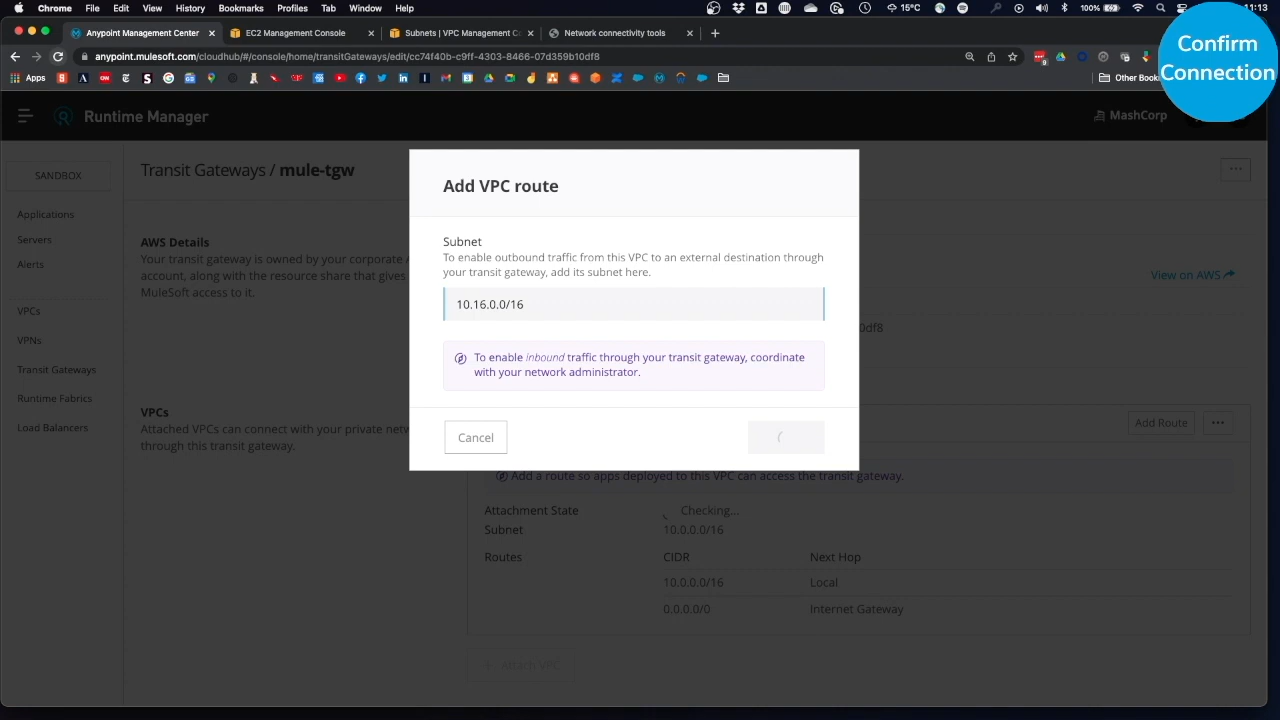 Chrome File Edit View History Bookmarks Profiles Tab Window Help
15°C 100% 11:13
Confirm
Connection
Anypoint Management Center
EC2 Management Console
Subnets | VPC Management C
Network connectivity tools
anypoint.mulesoft.com/cloudhub/#/console/home/transitGateways/edit/cc74f40b-c9ff-4303-8466-07d359b10df8
Apps
Other Book
Runtime Manager
MashCorp
SANDBOX
Applications
Servers
Alerts
VPCs
VPNs
Transit Gateways
Runtime Fabrics
Load Balancers
Transit Gateways / mule-tgw
AWS Details
Your transit gateway is owned by your corporate
account, along with the resource share that gives
MuleSoft access to it.
View on AWS
0df8
VPCs
Attached VPCs can connect with your private netw
through this transit gateway.
Add VPC route
Subnet
To enable outbound traffic from this VPC to an external destination through
your transit gateway, add its subnet here.
10.16.0.0/16
To enable inbound traffic through your transit gateway, coordinate
with your network administrator.
Cancel
Add Route
Add a route so apps deployed to this VPC can access the transit gateway.
Attachment State Checking...
Subnet 10.0.0.0/16
Routes CIDR Next Hop
10.0.0.0/16 Local
0.0.0.0/0 Internet Gateway
Attach VPC